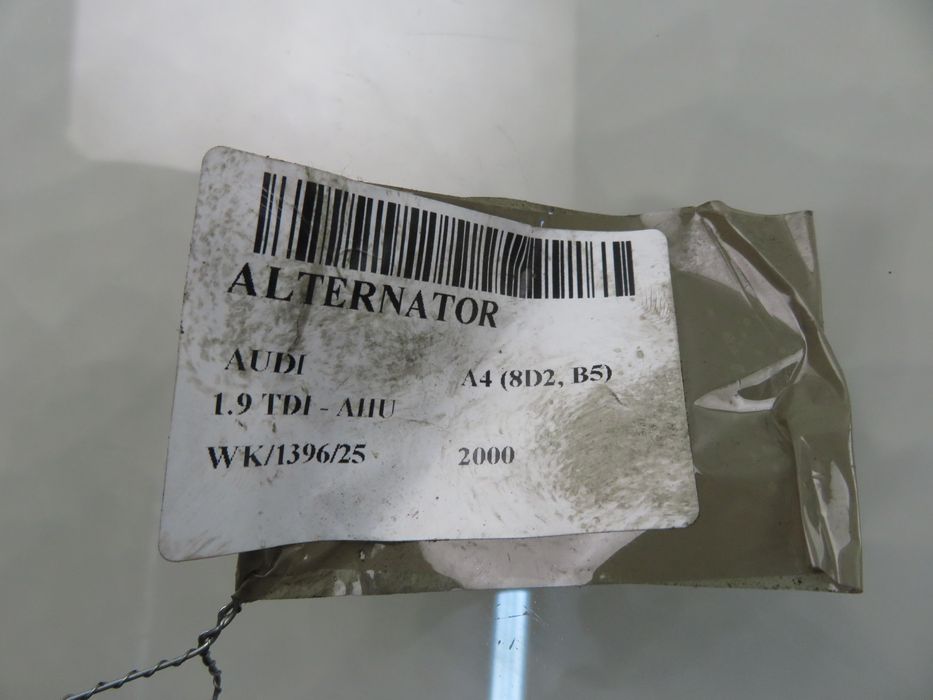 ALTERNATOR
AUDI A4 (8D2, B5)
1.9 TDI - AHU
WK/1396/25 2000